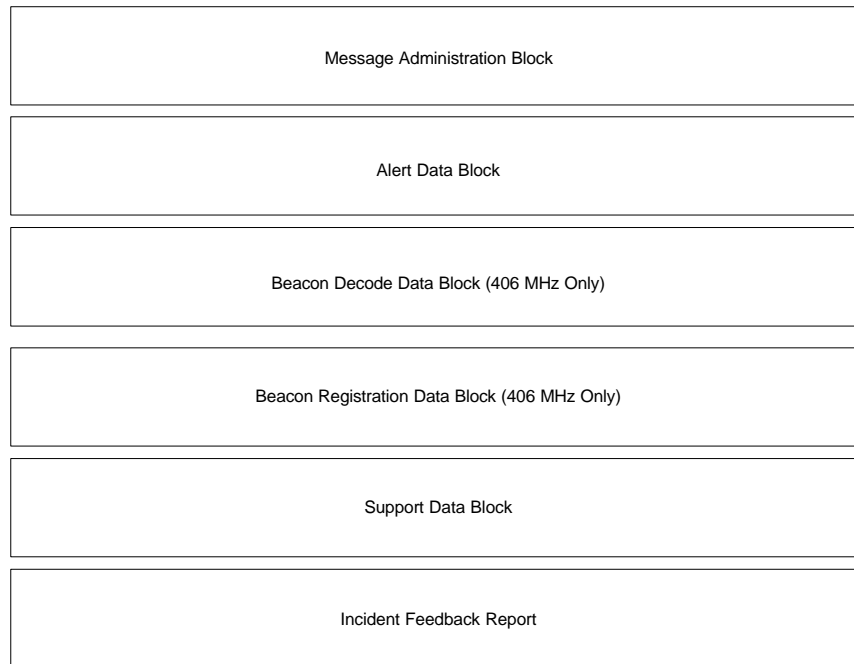 Message Administration Block
Alert Data Block
Beacon Decode Data Block (406 MHz Only)
Beacon Registration Data Block (406 MHz Only)
Support Data Block
Incident Feedback Report